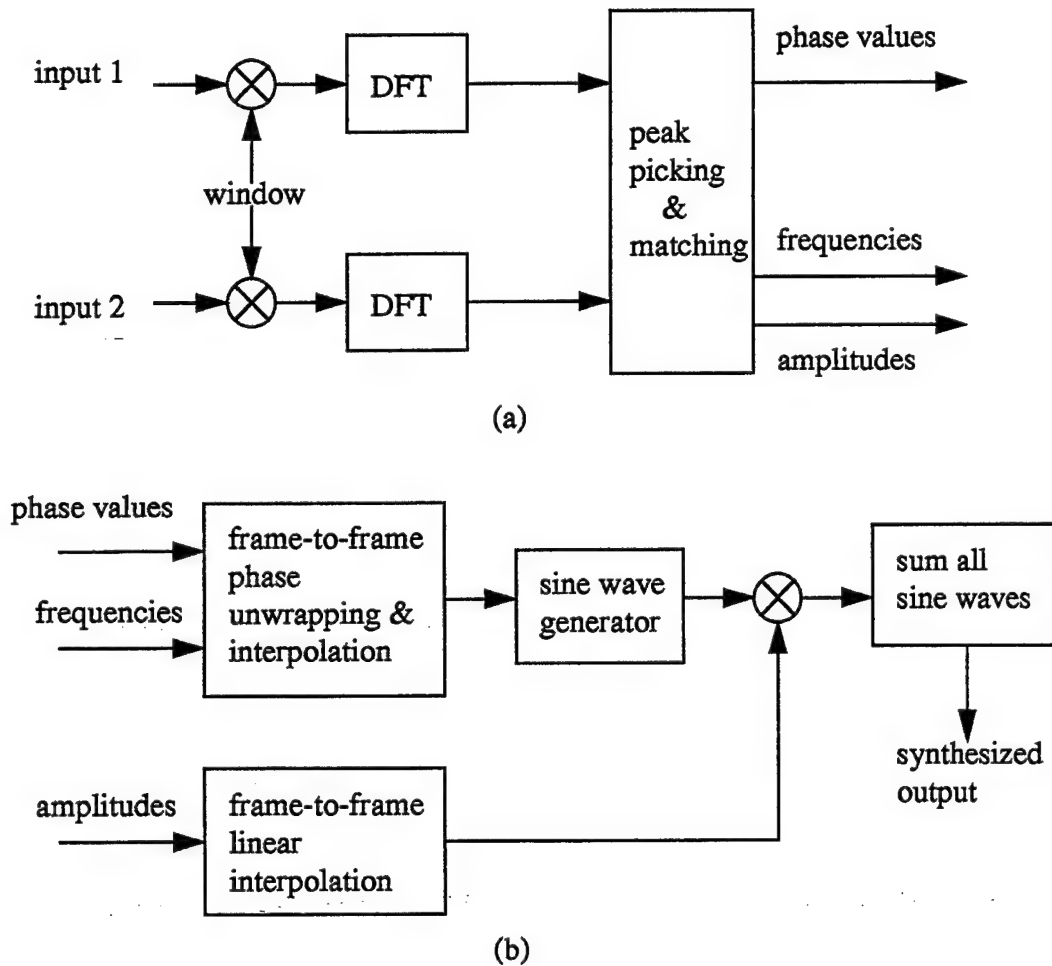 input 1
DFT
window
input 2
DFT
peak
picking
&
matching
phase values
frequencies
amplitudes
(a)
phase values
frequencies
frame-to-frame
phase
unwrapping &
interpolation
sine wave
generator
sum all
sine waves
synthesized
output
amplitudes
frame-to-frame
linear
interpolation
(b)